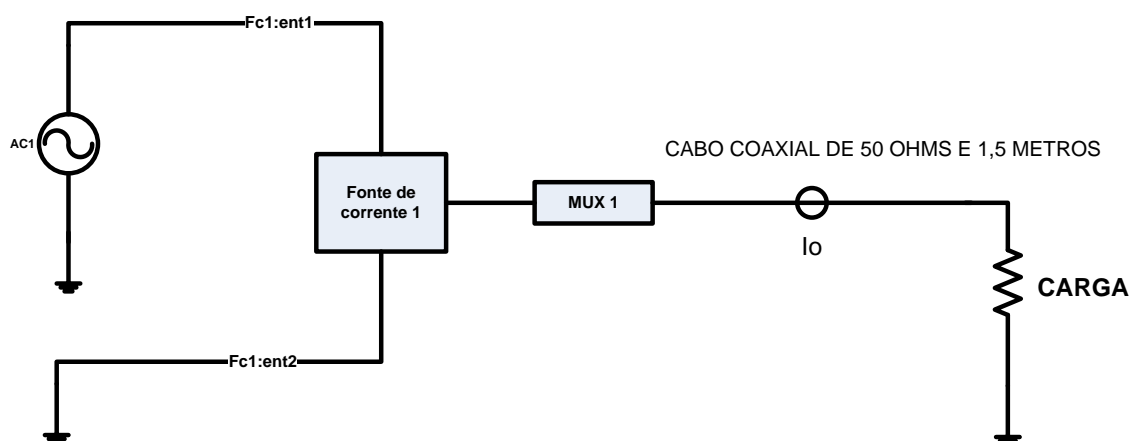 Fc1:ent1
AC1
CABO COAXIAL DE 50 OHMS E 1,5 METROS
Fonte de
corrente 1
MUX 1
Io
CARGA
Fc1:ent2